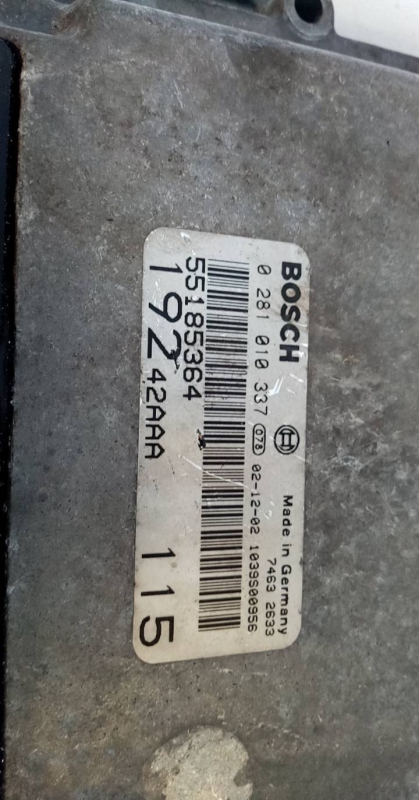 BOSCH
Made in Germany
0 281 010 337 078 02-12-02
7463 2633
1039S00956
55185364
192 42AAA 115